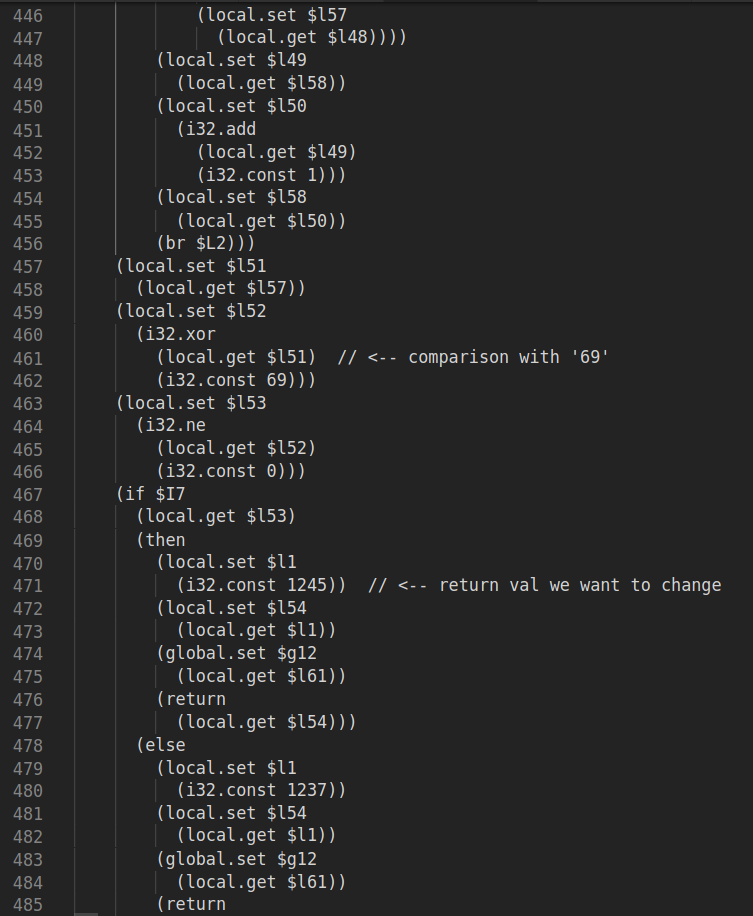 446 (local.set $l57
447 (local.get $l48))))
448 (local.set $l49
449 (local.get $l58))
450 (local.set $l50
451 (i32.add
452 (local.get $l49)
453 (i32.const 1)))
454 (local.set $l58
455 (local.get $l50))
456 (br $L2)))
457 (local.set $l51
458 (local.get $l57))
459 (local.set $l52
460 (i32.xor
461 (local.get $l51)  // <-- comparison with '69'
462 (i32.const 69)))
463 (local.set $l53
464 (i32.ne
465 (local.get $l52)
466 (i32.const 0)))
467 (if $I7
468 (local.get $l53)
469 (then
470 (local.set $l1
471 (i32.const 1245))  // <-- return val we want to change
472 (local.set $l54
473 (local.get $l1))
474 (global.set $g12
475 (local.get $l61))
476 (return
477 (local.get $l54)))
478 (else
479 (local.set $l1
480 (i32.const 1237))
481 (local.set $l54
482 (local.get $l1))
483 (global.set $g12
484 (local.get $l61))
485 (return